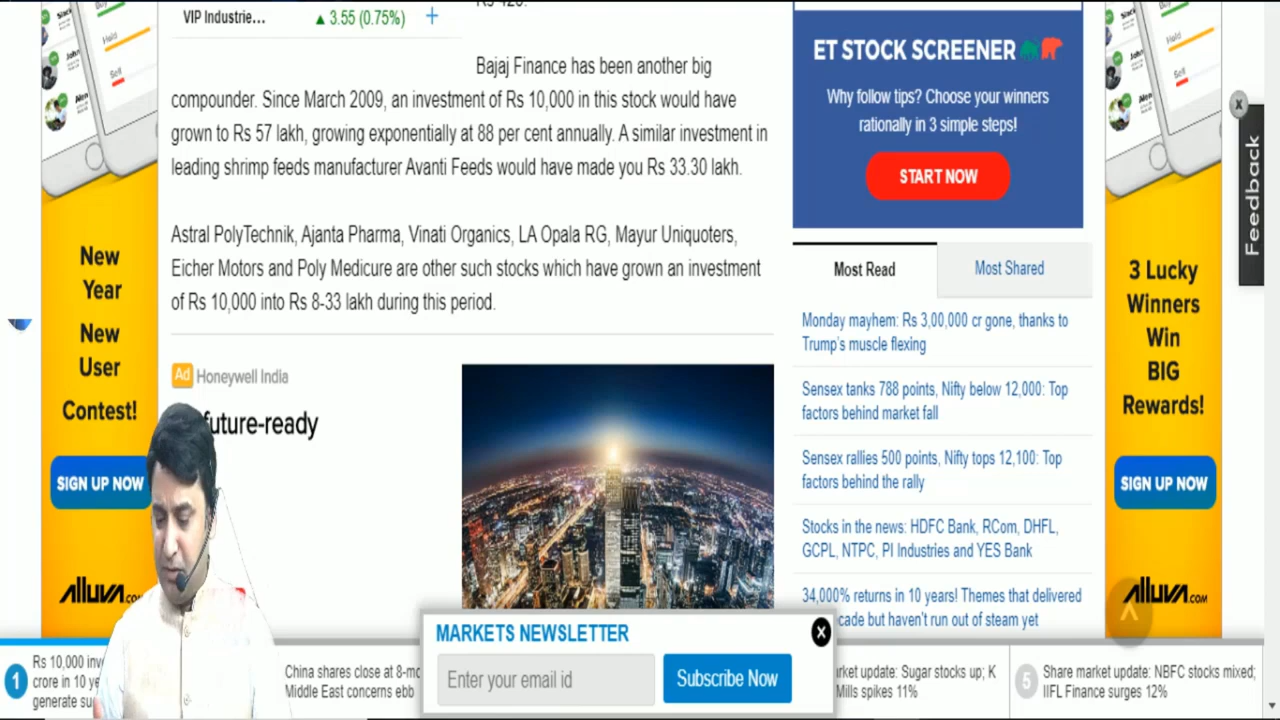 VIP Industrie...
▲ 3.55 (0.75%)
+
Bajaj Finance has been another big
compounder. Since March 2009, an investment of Rs 10,000 in this stock would have
grown to Rs 57 lakh, growing exponentially at 88 per cent annually. A similar investment in
leading shrimp feeds manufacturer Avanti Feeds would have made you Rs 33.30 lakh.
Astral PolyTechnik, Ajanta Pharma, Vinati Organics, LA Opala RG, Mayur Uniquoters,
Eicher Motors and Poly Medicure are other such stocks which have grown an investment
of Rs 10,000 into Rs 8-33 lakh during this period.
Ad Honeywell India
future-ready
Hold
Sell
New
Year
New
User
Contest!
SIGN UP NOW
Alluva.co
ET STOCK SCREENER
Why follow tips? Choose your winners
rationally in 3 simple steps!
START NOW
Most Read
Most Shared
Monday mayhem: Rs 3,00,000 cr gone, thanks to
Trump's muscle flexing
Sensex tanks 788 points, Nifty below 12,000: Top
factors behind market fall
Sensex rallies 500 points, Nifty tops 12,100: Top
factors behind the rally
Stocks in the news: HDFC Bank, RCom, DHFL,
GCPL, NTPC, PI Industries and YES Bank
34,000% returns in 10 years! Themes that delivered
cade but haven't run out of steam yet
Hold
Sell
x
Feedback
3 Lucky
Winners
Win
BIG
Rewards!
SIGN UP NOW
Alluva.com
MARKETS NEWSLETTER
x
Enter your email id
Subscribe Now
1
Rs 10,000 inv
crore in 10 ye
generate su
China shares close at 8-mo
Middle East concerns ebb
rket update: Sugar stocks up; K
Mills spikes 11%
5
Share market update: NBFC stocks mixed;
IIFL Finance surges 12%